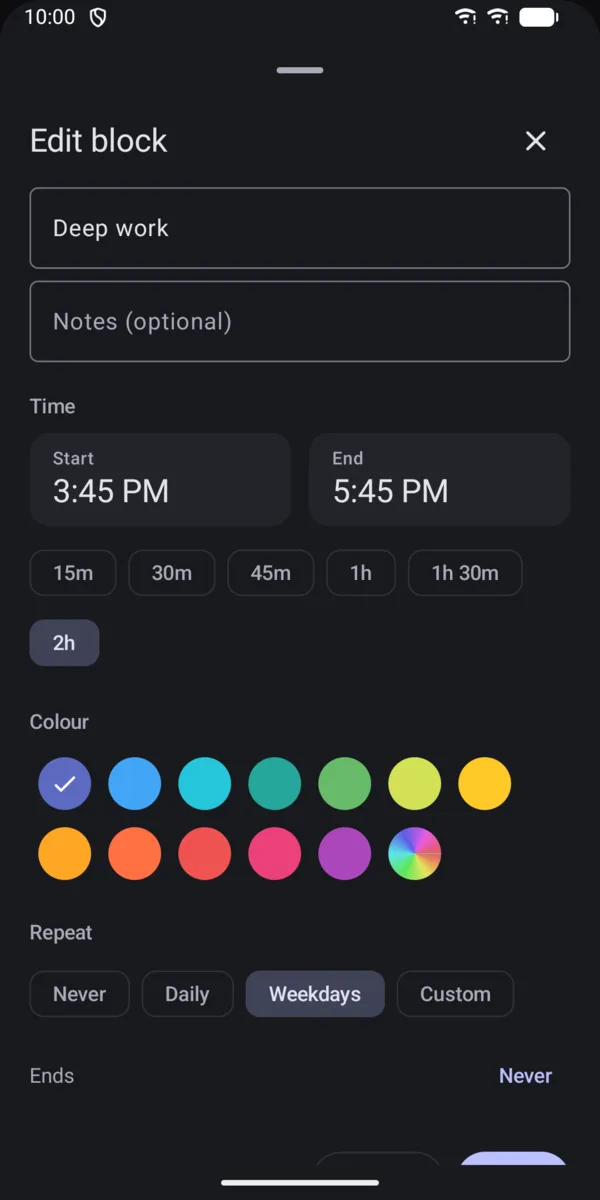 10:00
Edit block
Deep work
Notes (optional)
Time
Start
End
3:45 PM
5:45 PM
15m 30m 45m 1h 1h 30m
2h
Colour
Repeat
Never Daily Weekdays Custom
Ends Never